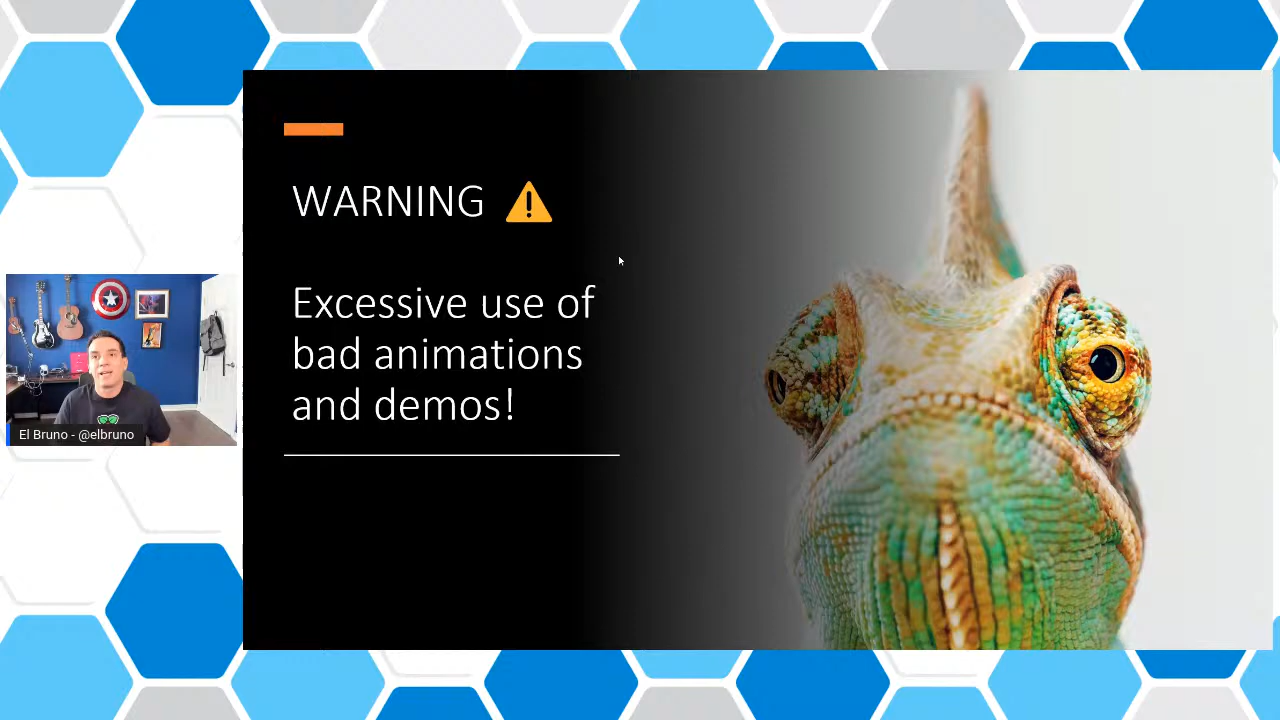 WARNING ⚠
Excessive use of
bad animations
and demos!
El Bruno - @elbruno